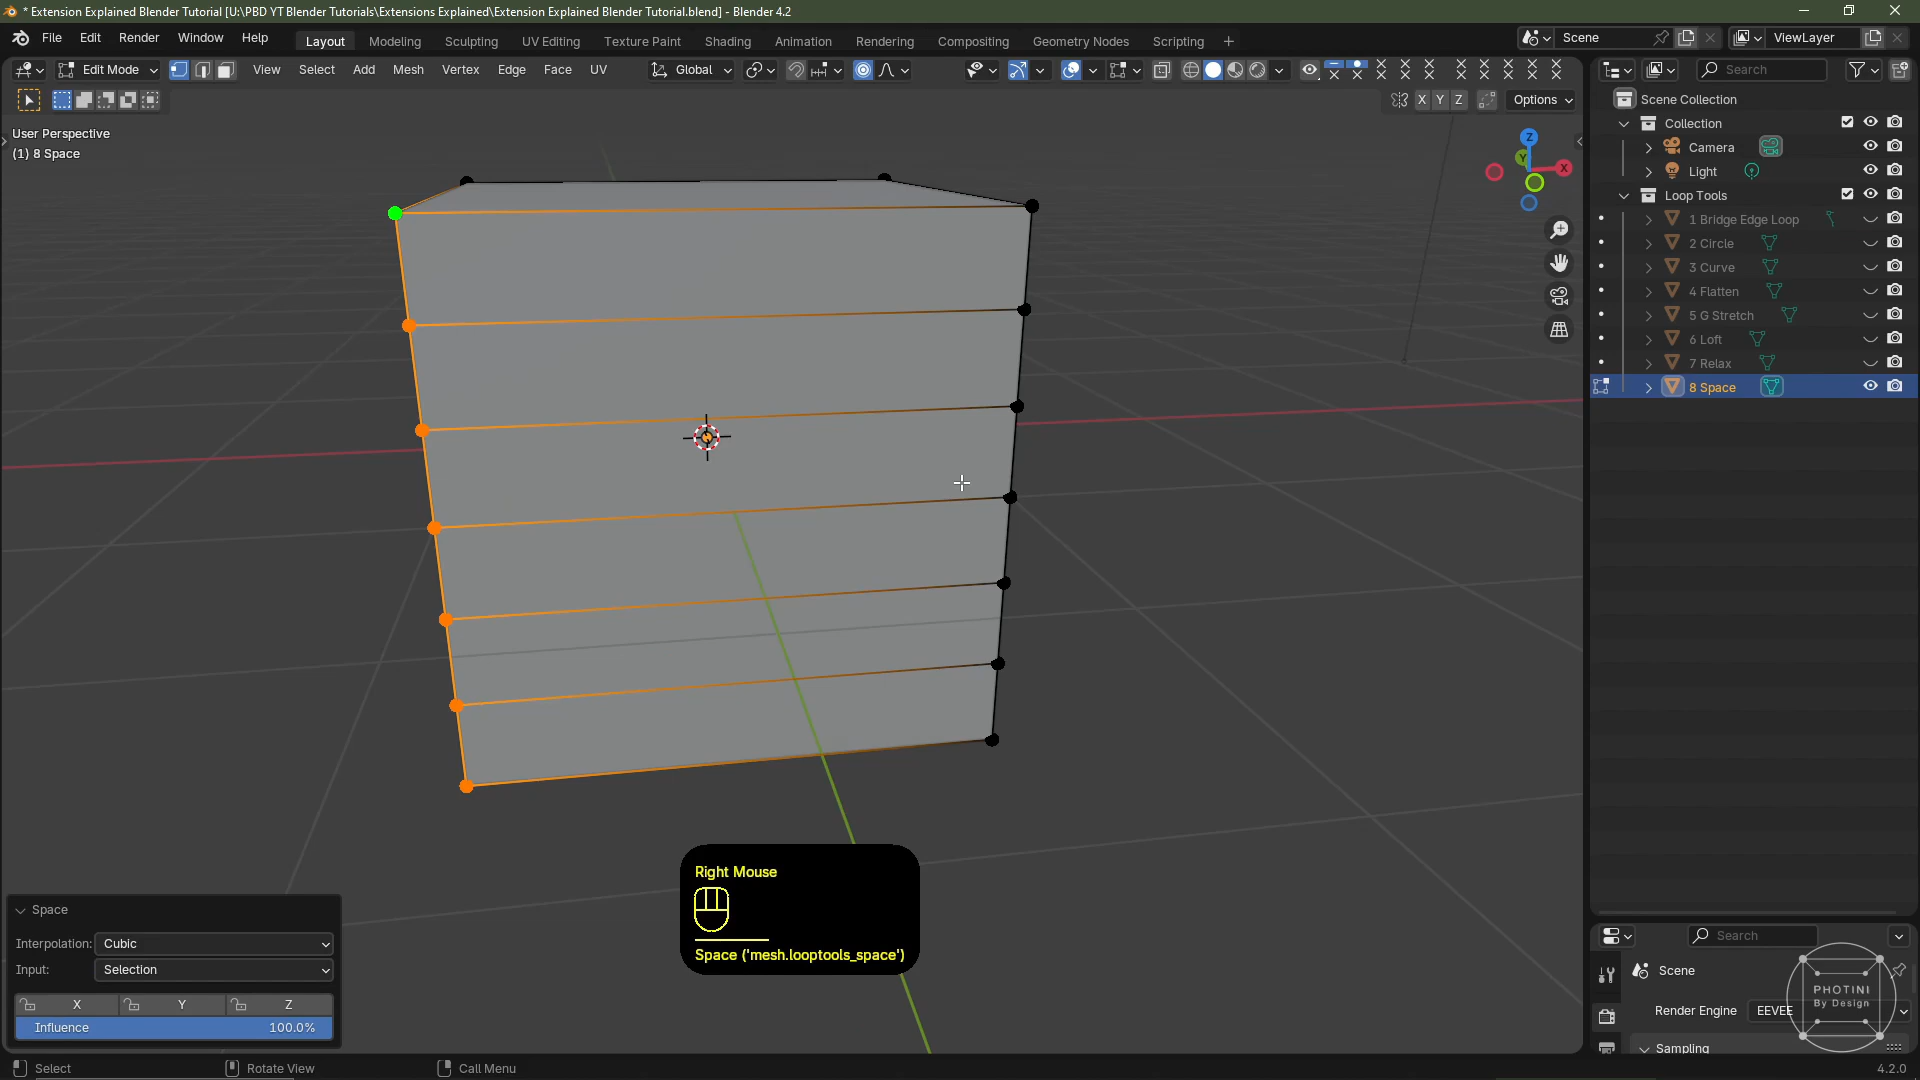 * Extension Explained Blender Tutorial [U:\PBD YT Blender Tutorials\Extensions Explained\Extension Explained Blender Tutorial.blend] - Blender 4.2
File Edit Render Window Help Layout Modeling Sculpting UV Editing Texture Paint Shading Animation Rendering Compositing Geometry Nodes Scripting + Scene ViewLayer
Edit Mode View Select Add Mesh Vertex Edge Face UV Global Search
X Y Z Options
User Perspective
(1) 8 Space
Z
Y
X
Scene Collection
Collection
Camera
Light
Loop Tools
1 Bridge Edge Loop
2 Circle
3 Curve
4 Flatten
5 G Stretch
6 Loft
7 Relax
8 Space
Right Mouse
Space ('mesh.looptools_space')
Space
Interpolation: Cubic
Input: Selection
X Y Z
Influence 100.0%
Search
Scene
Render Engine EEVEE
Sampling
PHOTINI
By Design
Select Rotate View Call Menu 4.2.0